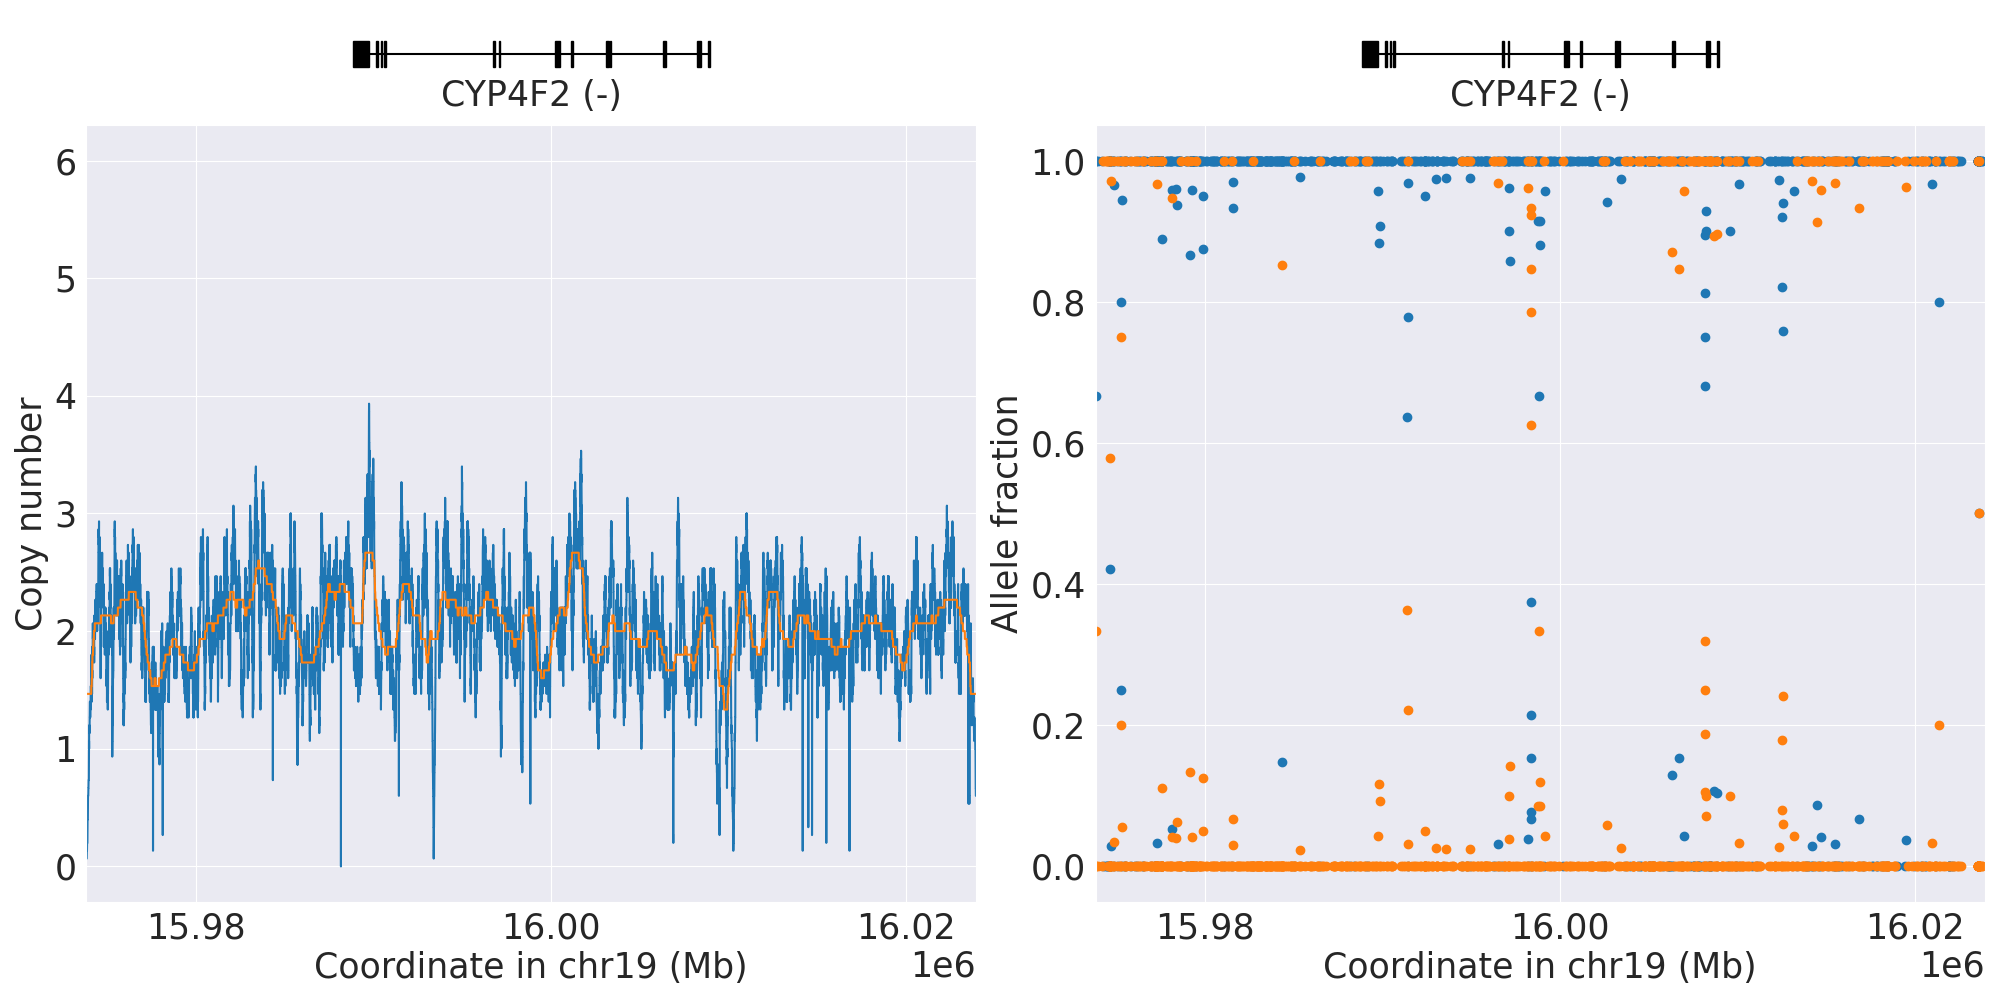 CYP4F2 (-)
6
5
4
3
2
1
0
Copy number
15.98
16.00
16.02
Coordinate in chr19 (Mb)
1e6
CYP4F2 (-)
1.0
0.8
0.6
0.4
0.2
0.0
Allele fraction
15.98
16.00
16.02
Coordinate in chr19 (Mb)
1e6